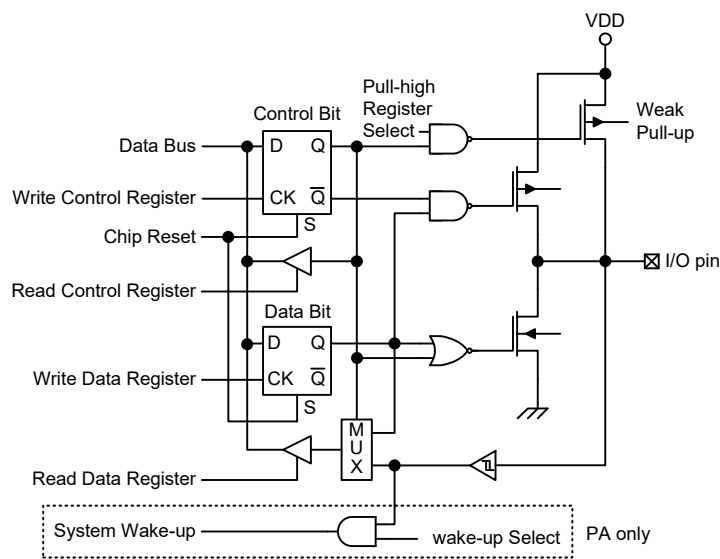 VDD
Pull-high
Register
Select
Control Bit
Weak
Pull-up
Data Bus
D
Q
Write Control Register
CK
Q
S
Chip Reset
I/O pin
Read Control Register
Data Bit
D
Q
Write Data Register
CK
Q
S
M
U
X
Read Data Register
System Wake-up
wake-up Select
PA only